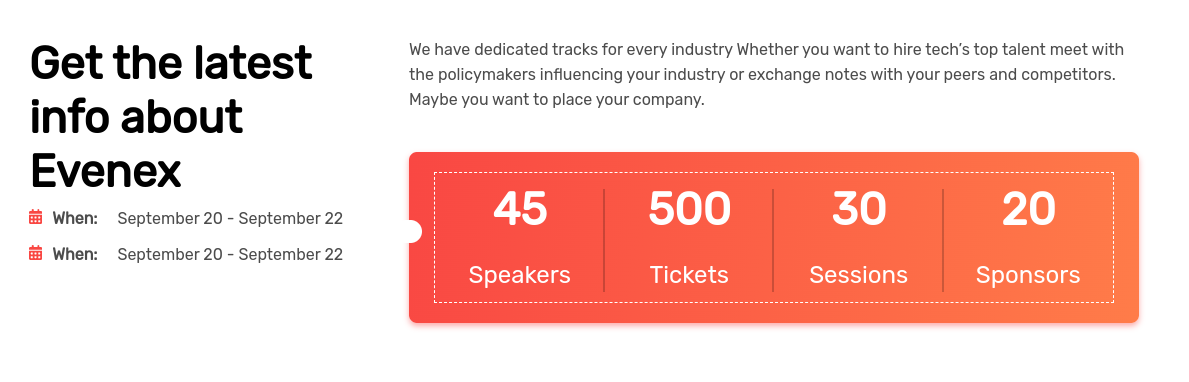 Get the latest
info about
Evenex
When: September 20 - September 22
When: September 20 - September 22
We have dedicated tracks for every industry Whether you want to hire tech’s top talent meet with
the policymakers influencing your industry or exchange notes with your peers and competitors.
Maybe you want to place your company.
45 500 30 20
Speakers Tickets Sessions Sponsors